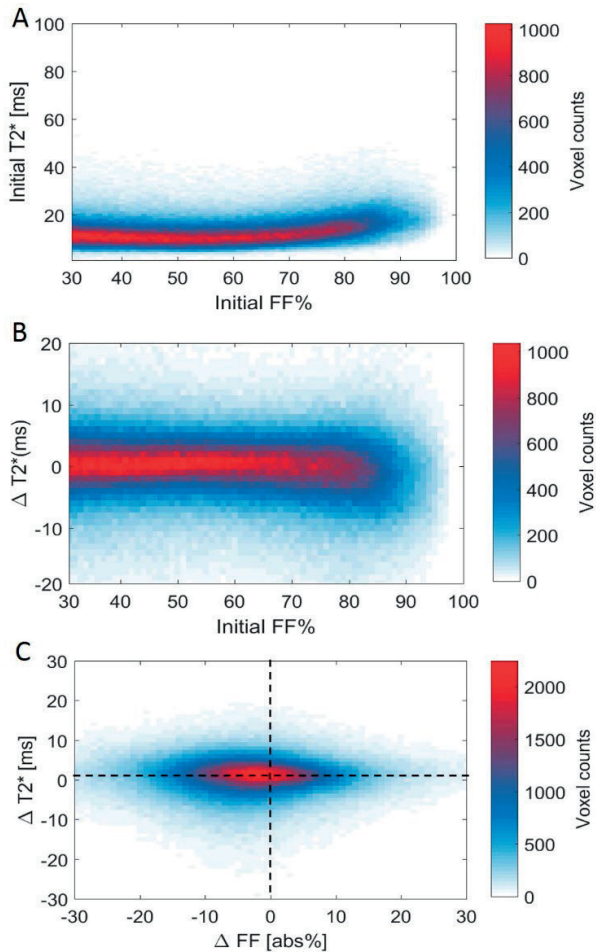 A
100
80
60
40
20
Initial T2* [ms]
30 40 50 60 70 80 90 100
Initial FF%
1000
800
600
400
200
0
Voxel counts
B
20
10
0
-10
-20
Δ T2*(ms)
30 40 50 60 70 80 90 100
Initial FF%
1000
800
600
400
200
0
Voxel counts
C
30
20
10
0
-10
-20
-30
Δ T2* [ms]
-30 -20 -10 0 10 20 30
Δ FF [abs%]
2000
1500
1000
500
0
Voxel counts